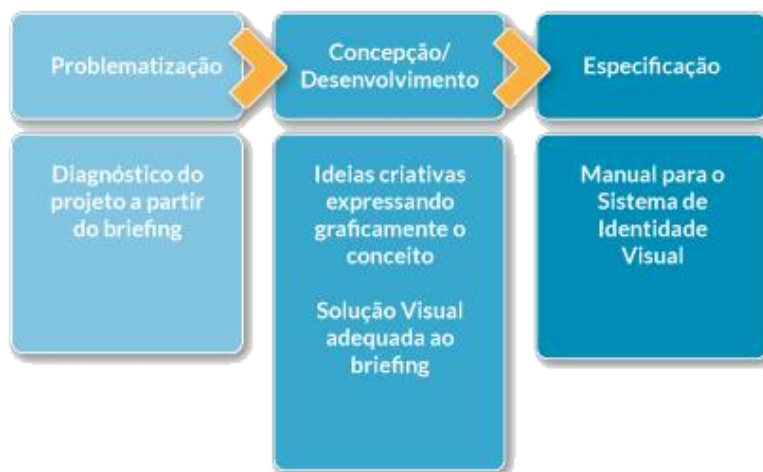 Problematização
Concepção/
Desenvolvimento
Especificação
Diagnóstico do
projeto a partir
do briefing
Ideias criativas
expressando
graficamente o
conceito
Solução Visual
adequada ao
briefing
Manual para o
Sistema de
Identidade
Visual